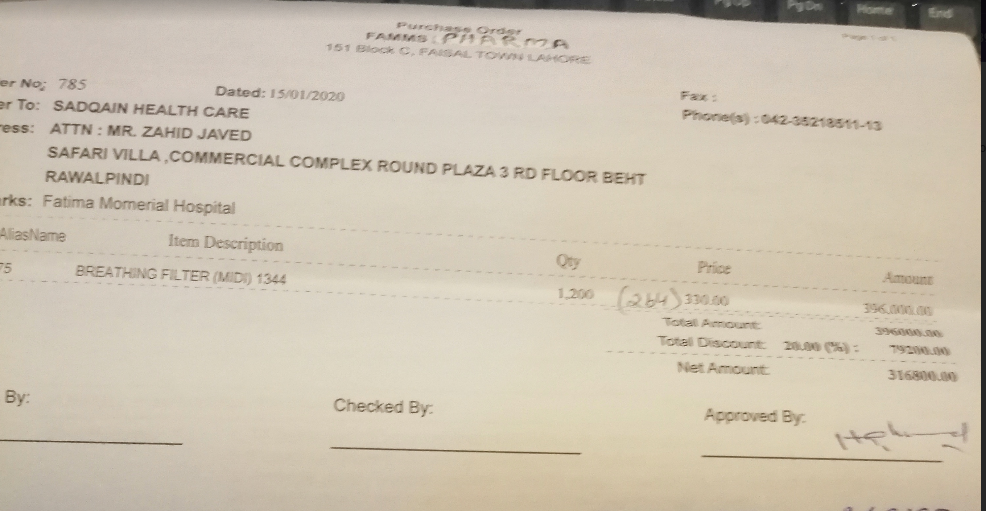 PgUp PgDn Home End
Purchase Order
FAMMS PHARMA
Page 1 of 1
151 Block C, FAISAL TOWN LAHORE
er No; 785 Dated: 15/01/2020 Fax :
er To: SADQAIN HEALTH CARE Phone(s) : 042-35218511-13
ress: ATTN : MR. ZAHID JAVED
SAFARI VILLA ,COMMERCIAL COMPLEX ROUND PLAZA 3 RD FLOOR BEHT
RAWALPINDI
rks: Fatima Momerial Hospital
AliasName Item Description Qty Price Amount
75 BREATHING FILTER (MIDI) 1344 1,200 (264) 330.00 396,000.00
Total Amount: 396000.00
Total Discount: 20.00 (%) : 79200.00
Net Amount: 316800.00
By: Checked By: Approved By: